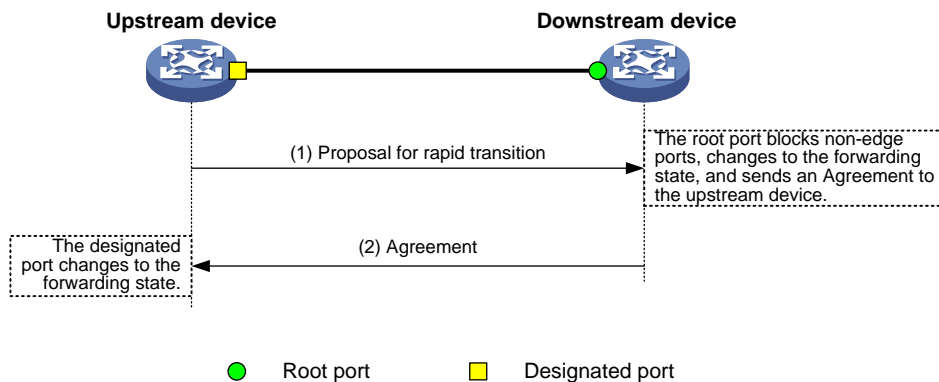 Upstream device
Downstream device
(1) Proposal for rapid transition
The root port blocks non-edge
ports, changes to the forwarding
state, and sends an Agreement to
the upstream device.
(2) Agreement
The designated
port changes to the
forwarding state.
Root port
Designated port